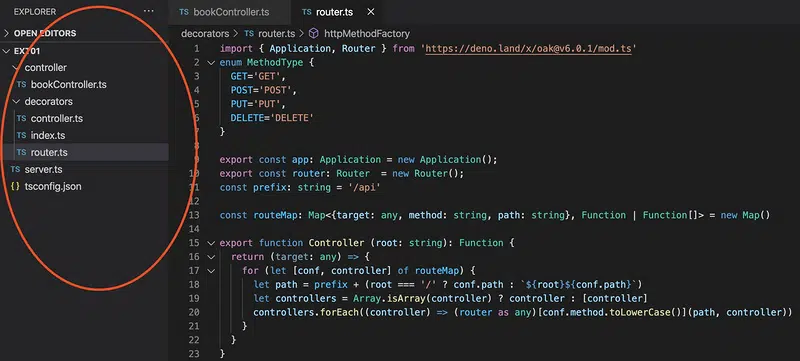 EXPLORER
···
OPEN EDITORS
EXT01
controller
TS bookController.ts
decorators
TS controller.ts
TS index.ts
TS router.ts
TS server.ts
{} tsconfig.json
TS bookController.ts
TS router.ts ×
decorators > TS router.ts > httpMethodFactory
1 import { Application, Router } from 'https://deno.land/x/oak@v6.0.1/mod.ts'
2 enum MethodType {
3 GET='GET',
4 POST='POST',
5 PUT='PUT',
6 DELETE='DELETE'
7 }
8
9 export const app: Application = new Application();
10 export const router: Router  = new Router();
11 const prefix: string = '/api'
12
13 const routeMap: Map<{target: any, method: string, path: string}, Function | Function[]> = new Map()
14
15 export function Controller (root: string): Function {
16 return (target: any) => {
17 for (let [conf, controller] of routeMap) {
18 let path = prefix + (root === '/' ? conf.path : `${root}${conf.path}`)
19 let controllers = Array.isArray(controller) ? controller : [controller]
20 controllers.forEach((controller) => (router as any)[conf.method.toLowerCase()](path, controller))
21 }
22 }
23 }